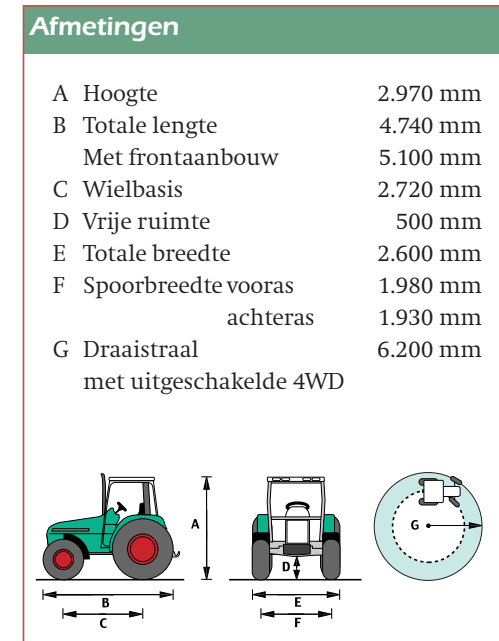 Afmetingen
A Hoogte 2.970 mm
B Totale lengte 4.740 mm
Met frontaanbouw 5.100 mm
C Wielbasis 2.720 mm
D Vrije ruimte 500 mm
E Totale breedte 2.600 mm
F Spoorbreedte vooras 1.980 mm
achteras 1.930 mm
G Draaistraal 6.200 mm
met uitgeschakelde 4WD
A
B
C
D
E
F
G